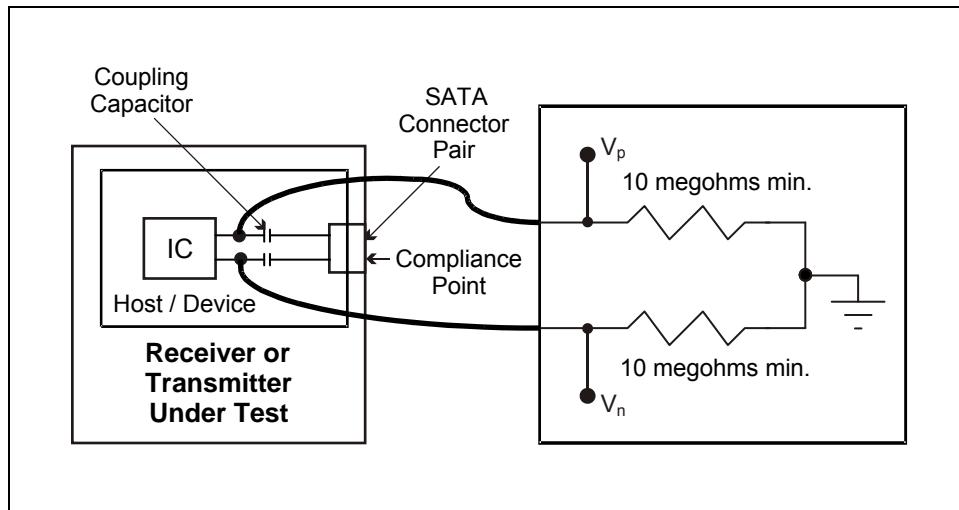 Coupling
Capacitor
SATA
Connector
Pair
Compliance
Point
IC
Host / Device
Receiver or
Transmitter
Under Test
Vp
10 megohms min.
10 megohms min.
Vn